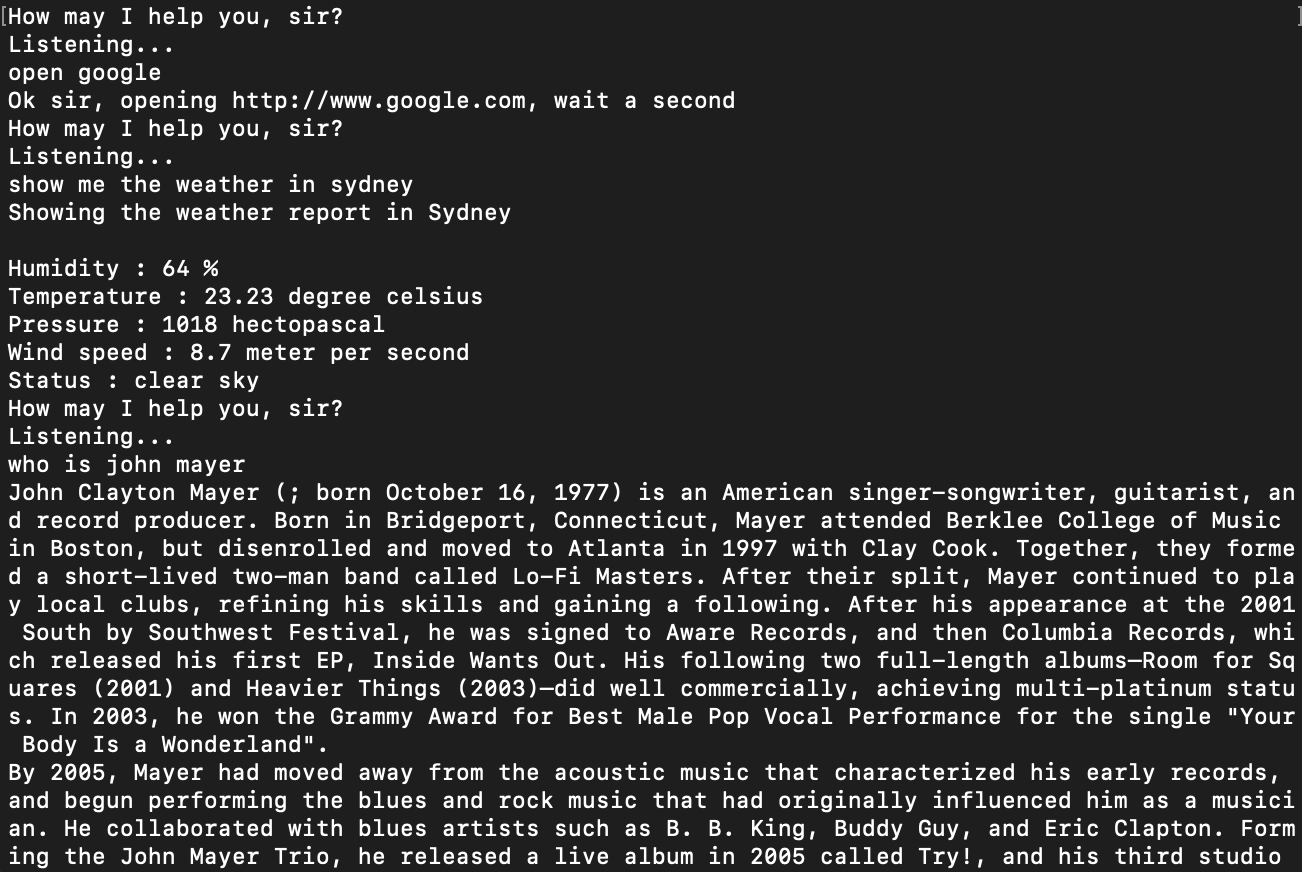 [How may I help you, sir? ]
Listening...
open google
Ok sir, opening http://www.google.com, wait a second
How may I help you, sir?
Listening...
show me the weather in sydney
Showing the weather report in Sydney
Humidity : 64 %
Temperature : 23.23 degree celsius
Pressure : 1018 hectopascal
Wind speed : 8.7 meter per second
Status : clear sky
How may I help you, sir?
Listening...
who is john mayer
John Clayton Mayer (; born October 16, 1977) is an American singer-songwriter, guitarist, an
d record producer. Born in Bridgeport, Connecticut, Mayer attended Berklee College of Music
in Boston, but disenrolled and moved to Atlanta in 1997 with Clay Cook. Together, they forme
d a short-lived two-man band called Lo-Fi Masters. After their split, Mayer continued to pla
y local clubs, refining his skills and gaining a following. After his appearance at the 2001
 South by Southwest Festival, he was signed to Aware Records, and then Columbia Records, whi
ch released his first EP, Inside Wants Out. His following two full-length albums—Room for Sq
uares (2001) and Heavier Things (2003)—did well commercially, achieving multi-platinum statu
s. In 2003, he won the Grammy Award for Best Male Pop Vocal Performance for the single "Your
 Body Is a Wonderland".
By 2005, Mayer had moved away from the acoustic music that characterized his early records,
and begun performing the blues and rock music that had originally influenced him as a musici
an. He collaborated with blues artists such as B. B. King, Buddy Guy, and Eric Clapton. Form
ing the John Mayer Trio, he released a live album in 2005 called Try!, and his third studio